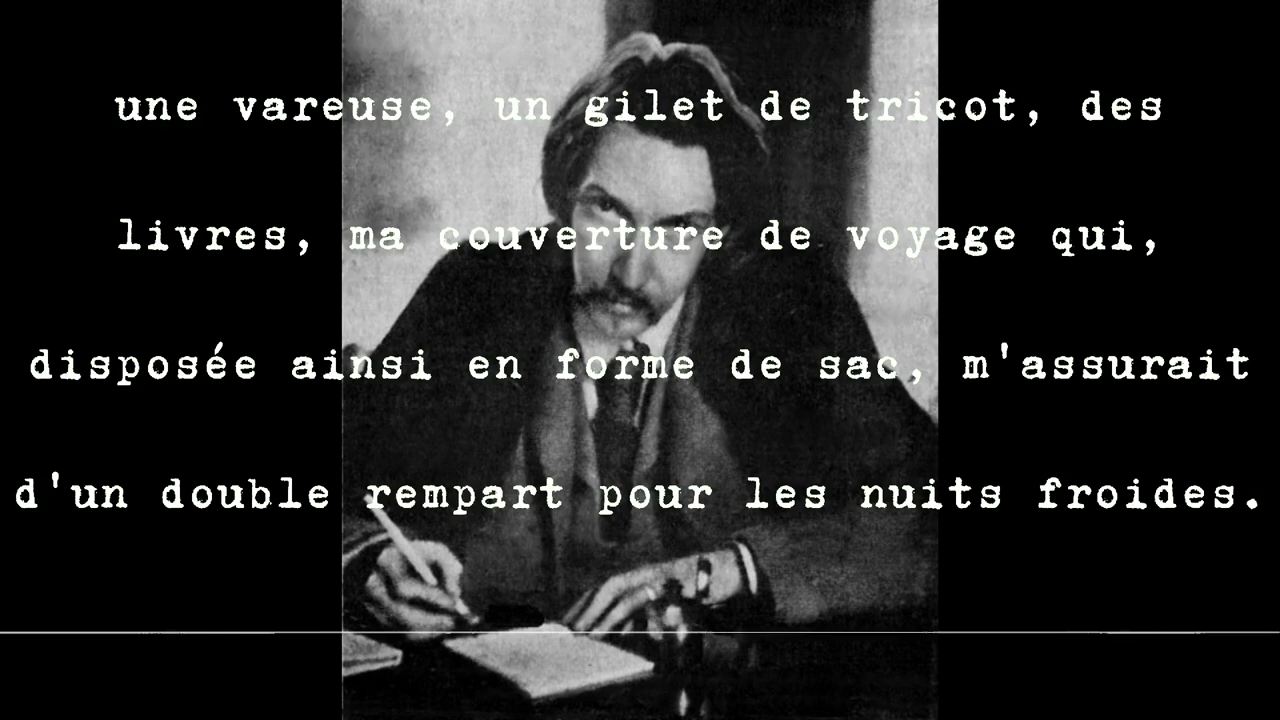 une vareuse, un gilet de tricot, des
livres, ma couverture de voyage qui,
disposée ainsi en forme de sac, m'assurait
d'un double rempart pour les nuits froides.